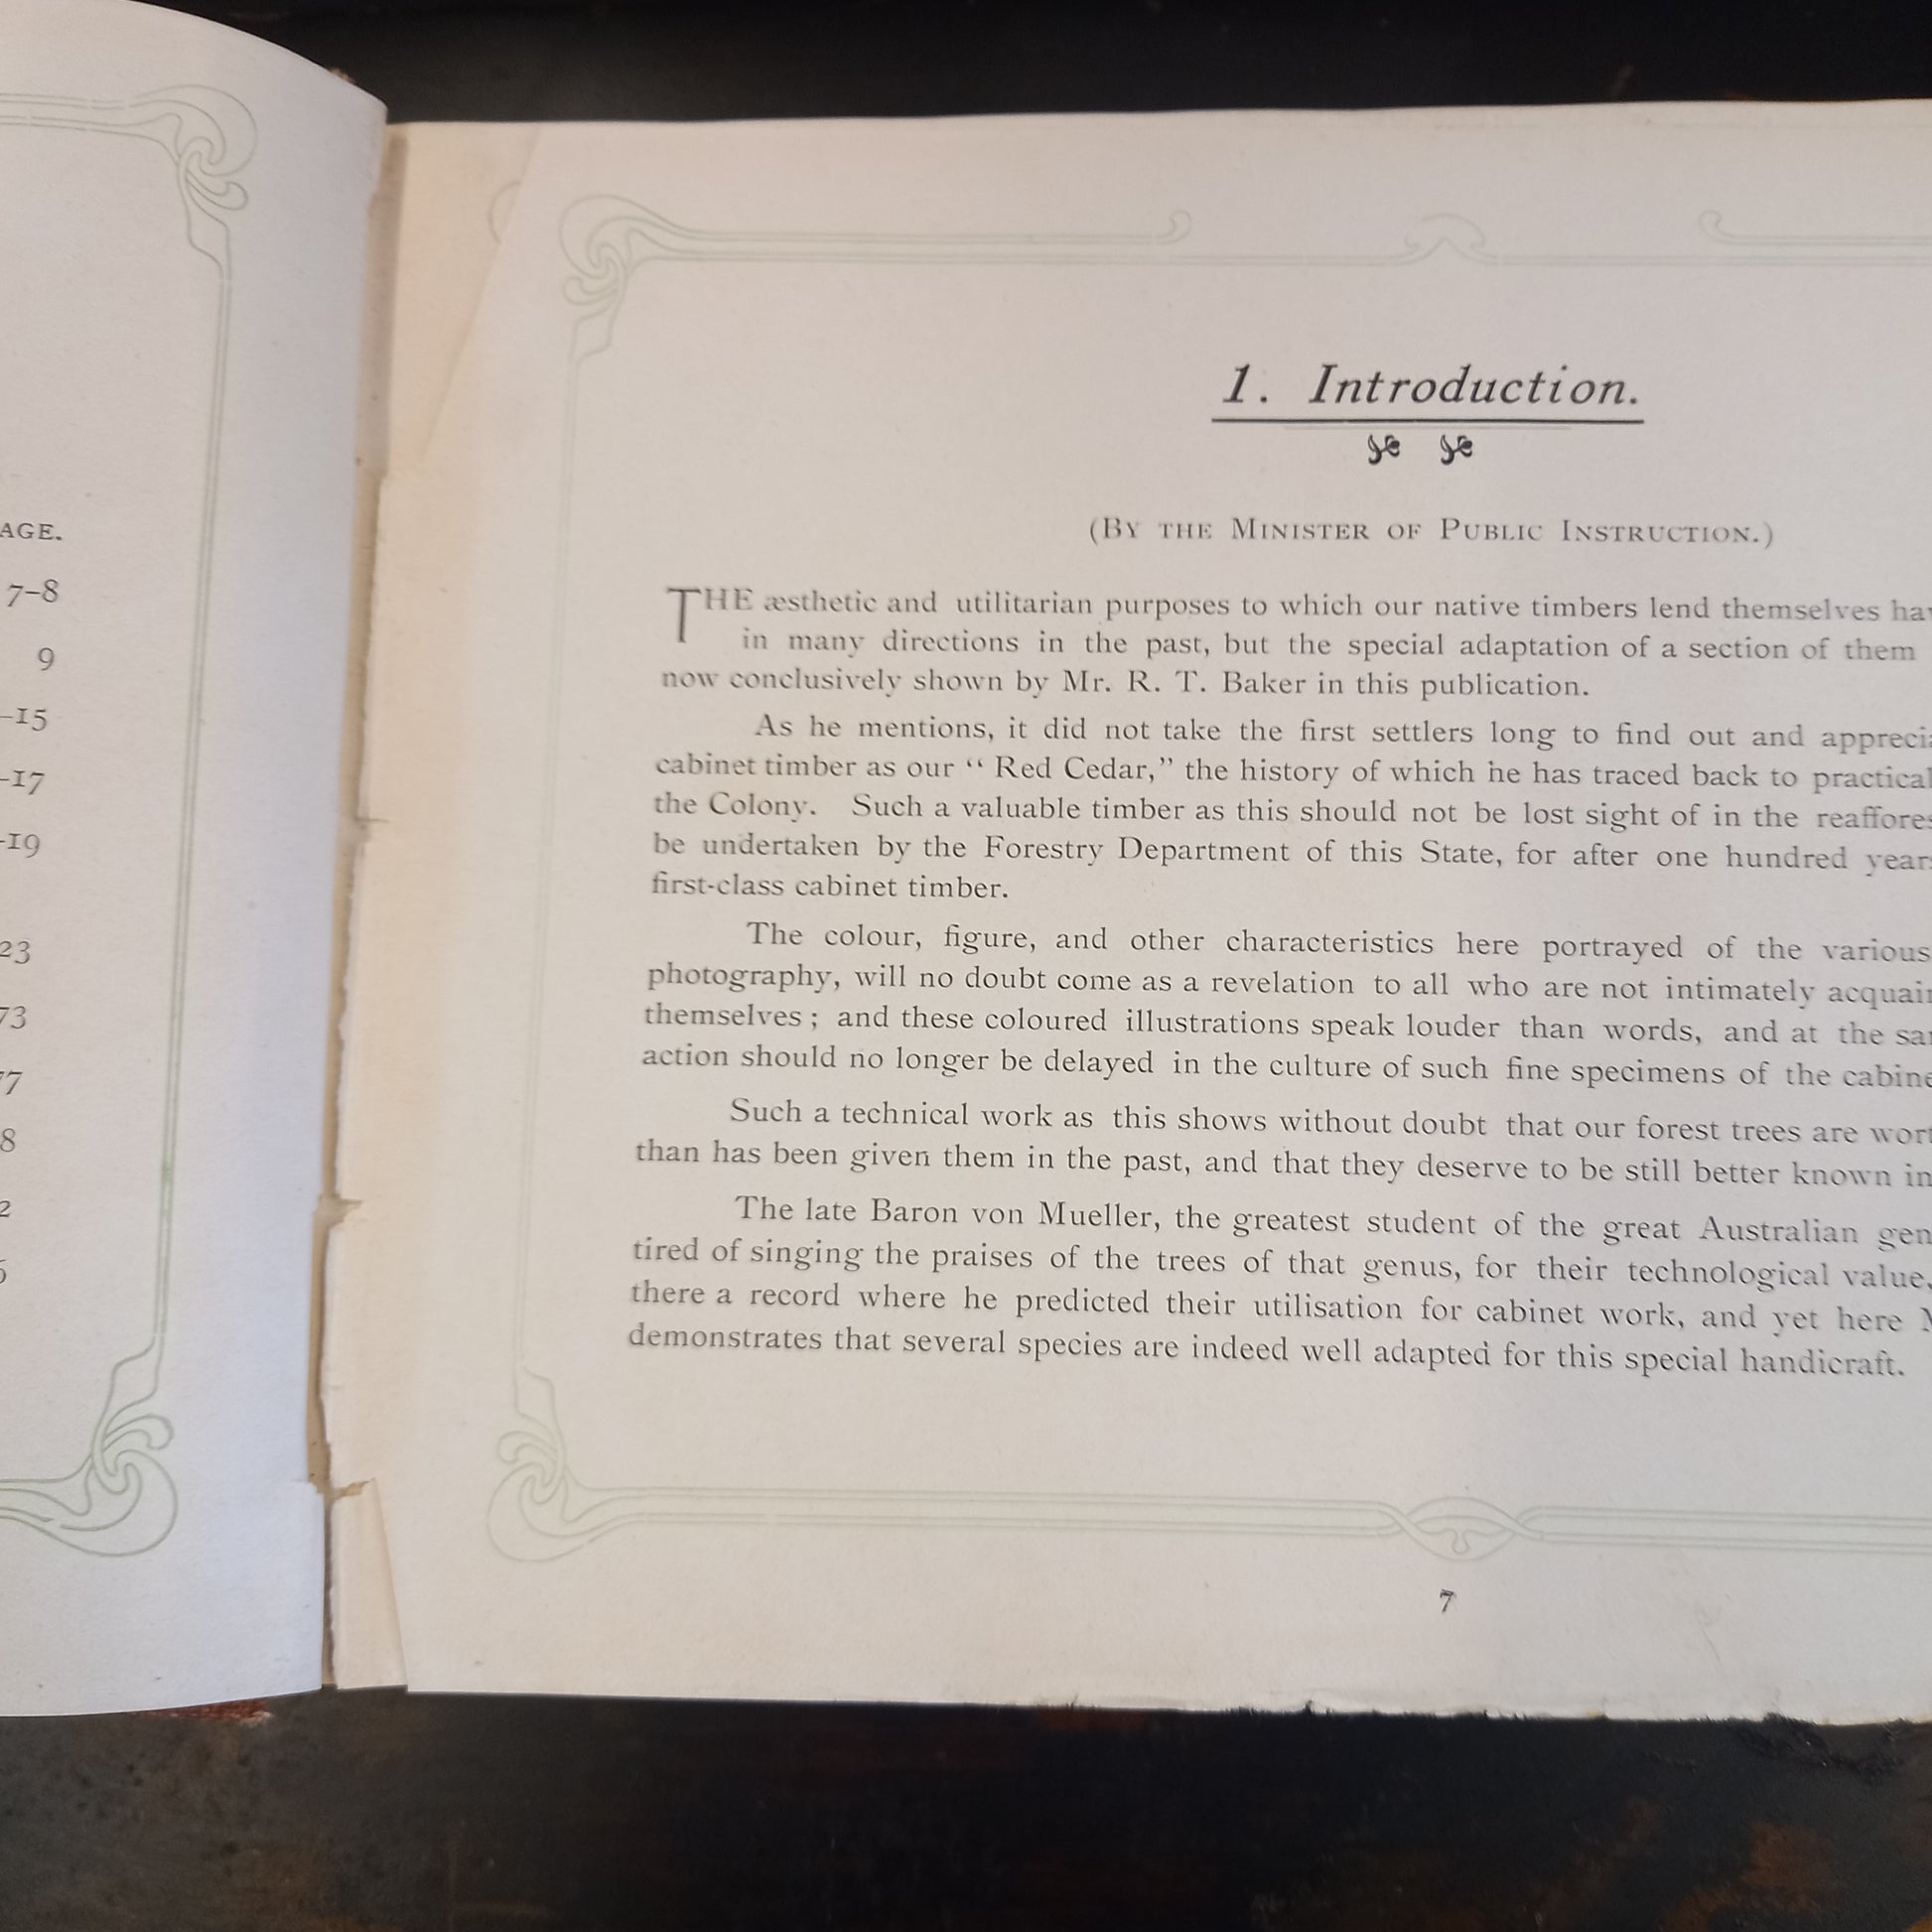 AGE.
7–8
9
–15
–17
–19
23
73
77
8
2
1. Introduction.
(By the Minister of Public Instruction.)
THE æsthetic and utilitarian purposes to which our native timbers lend themselves
in many directions in the past, but the special adaptation of a section of them
now conclusively shown by Mr. R. T. Baker in this publication.
As he mentions, it did not take the first settlers long to find out and
cabinet timber as our “ Red Cedar,” the history of which he has traced back to
the Colony. Such a valuable timber as this should not be lost sight of in the
be undertaken by the Forestry Department of this State, for after one hundred
first-class cabinet timber.
The colour, figure, and other characteristics here portrayed of the various
photography, will no doubt come as a revelation to all who are not intimately
themselves ; and these coloured illustrations speak louder than words, and at the
action should no longer be delayed in the culture of such fine specimens of the
Such a technical work as this shows without doubt that our forest trees are
than has been given them in the past, and that they deserve to be still better known in
The late Baron von Mueller, the greatest student of the great Australian
tired of singing the praises of the trees of that genus, for their technological value,
there a record where he predicted their utilisation for cabinet work, and yet here
demonstrates that several species are indeed well adapted for this special handicraft.
7